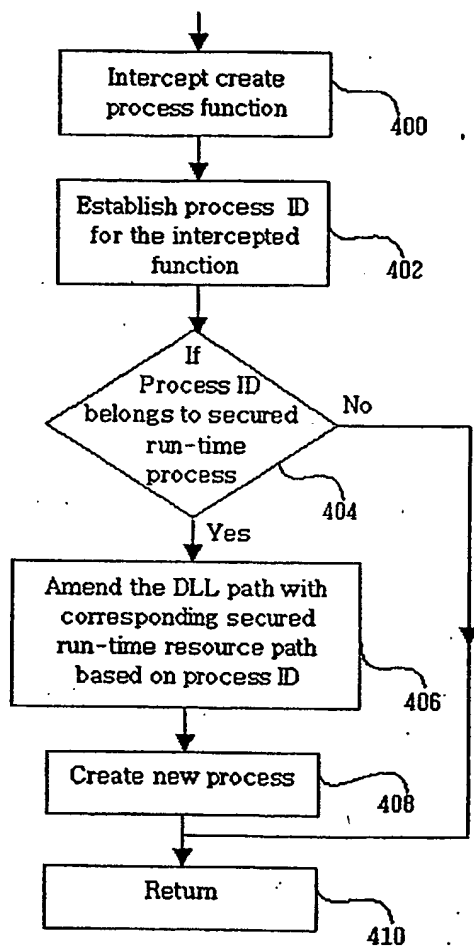 Intercept create
process function
400
Establish process ID
for the intercepted
function
402
If
Process ID
belongs to secured
run-time
process
No
404
Yes
Amend the DLL path with
corresponding secured
run-time resource path
based on process ID
406
Create new process
408
Return
410